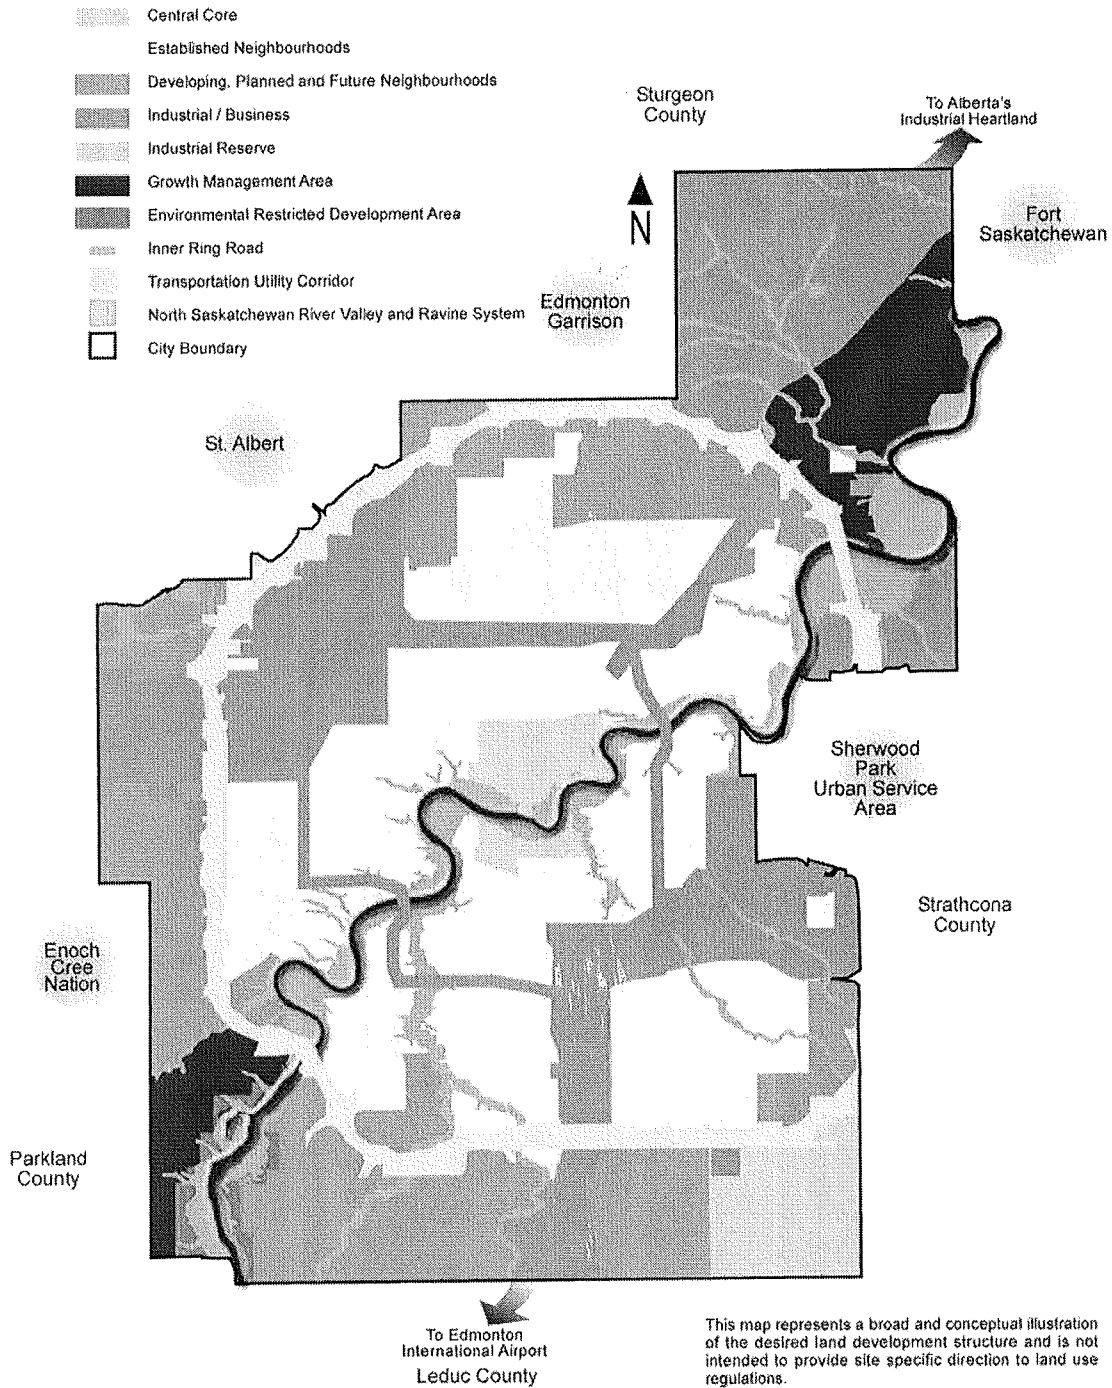 Central Core
Established Neighbourhoods
Developing, Planned and Future Neighbourhoods
Industrial / Business
Industrial Reserve
Growth Management Area
Environmental Restricted Development Area
Inner Ring Road
Transportation Utility Corridor
North Saskatchewan River Valley and Ravine System
City Boundary
Sturgeon
County
To Alberta's
Industrial Heartland
N
Fort
Saskatchewan
Edmonton
Garrison
St. Albert
Sherwood
Park
Urban Service
Area
Strathcona
County
Enoch
Cree
Nation
Parkland
County
To Edmonton
International Airport
Leduc County
This map represents a broad and conceptual illustration
of the desired land development structure and is not
intended to provide site specific direction to land use
regulations.